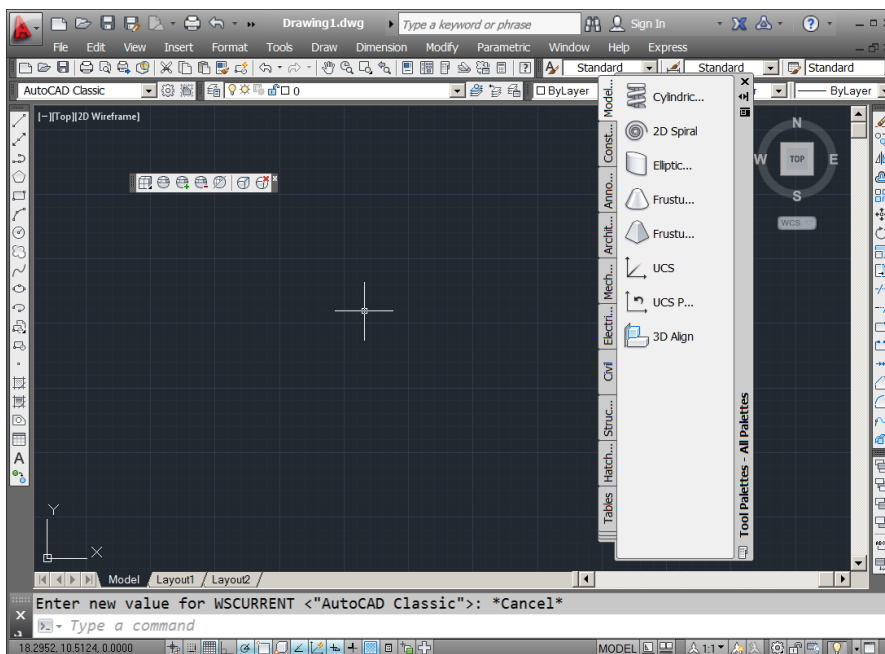 Drawing1.dwg
Type a keyword or phrase
Sign In
File Edit View Insert Format Tools Draw Dimension Modify Parametric Window Help Express
Standard Standard Standard
AutoCAD Classic 0 ByLayer ByLayer
[−][Top][2D Wireframe]
Model...
Const...
Anno...
Archit...
Mech...
Electri...
Civil
Struc...
Hatch...
Tables
Cylindric...
2D Spiral
Elliptic...
Frustu...
Frustu...
UCS
UCS P...
3D Align
Tool Palettes - All Palettes
N
W TOP E
S
WCS
Y
X
Model Layout1 Layout2
Enter new value for WSCURRENT <"AutoCAD Classic">: *Cancel*
Type a command
18.2952, 10.5124, 0.0000 MODEL 1:1